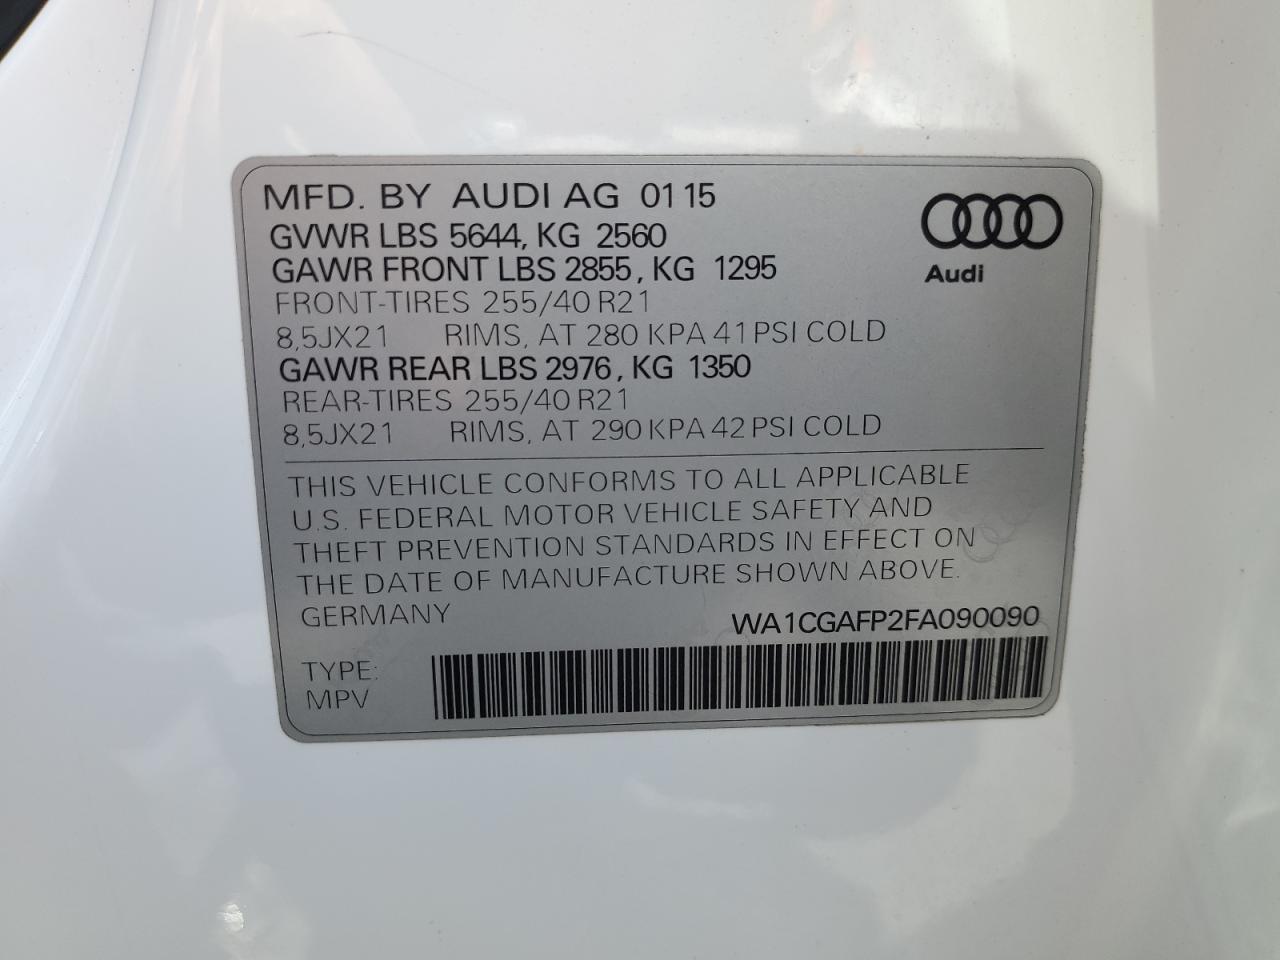 MFD. BY AUDI AG 01 15
GVWR LBS 5644, KG 2560
GAWR FRONT LBS 2855, KG 1295
FRONT-TIRES 255/40 R21
8,5JX21 RIMS, AT 280 KPA 41 PSI COLD
GAWR REAR LBS 2976, KG 1350
REAR-TIRES 255/40 R21
8,5JX21 RIMS, AT 290 KPA 42 PSI COLD
Audi
THIS VEHICLE CONFORMS TO ALL APPLICABLE
U.S. FEDERAL MOTOR VEHICLE SAFETY AND
THEFT PREVENTION STANDARDS IN EFFECT ON
THE DATE OF MANUFACTURE SHOWN ABOVE.
GERMANY
WA1CGAFP2FA090090
TYPE:
MPV